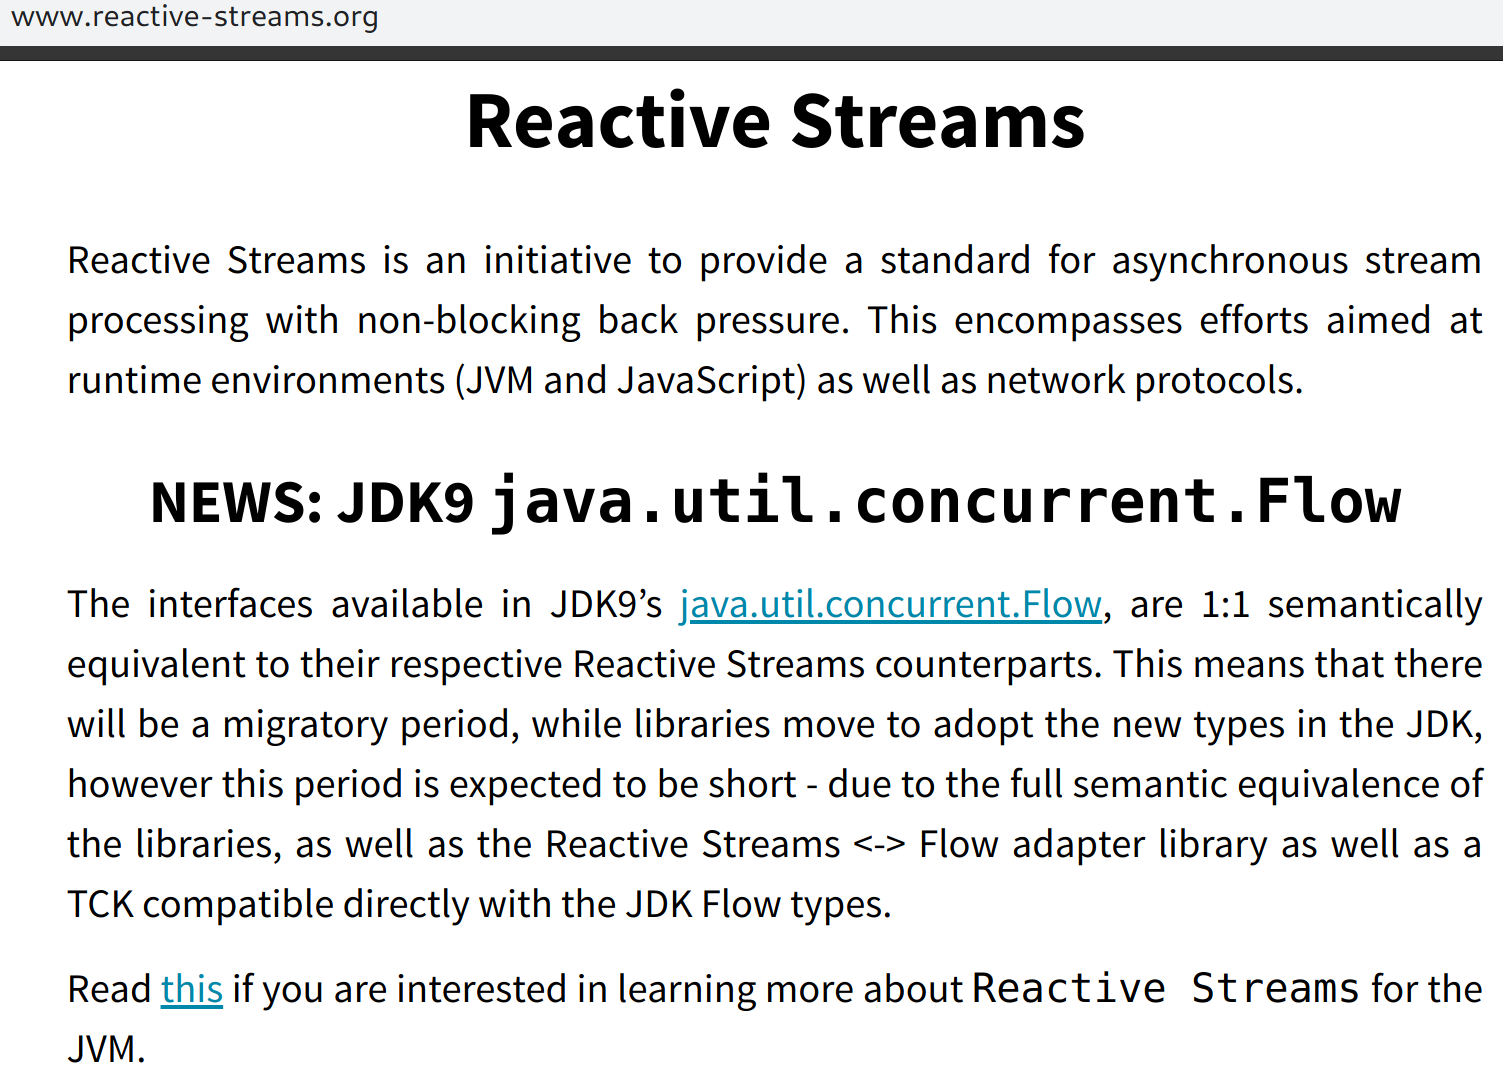 www.reactive-streams.org
Reactive Streams
Reactive Streams is an initiative to provide a standard for asynchronous stream
processing with non-blocking back pressure. This encompasses efforts aimed at
runtime environments (JVM and JavaScript) as well as network protocols.
NEWS: JDK9 java.util.concurrent.Flow
The interfaces available in JDK9’s java.util.concurrent.Flow, are 1:1 semantically
equivalent to their respective Reactive Streams counterparts. This means that there
will be a migratory period, while libraries move to adopt the new types in the JDK,
however this period is expected to be short - due to the full semantic equivalence of
the libraries, as well as the Reactive Streams <-> Flow adapter library as well as a
TCK compatible directly with the JDK Flow types.
Read this if you are interested in learning more about Reactive Streams for the
JVM.